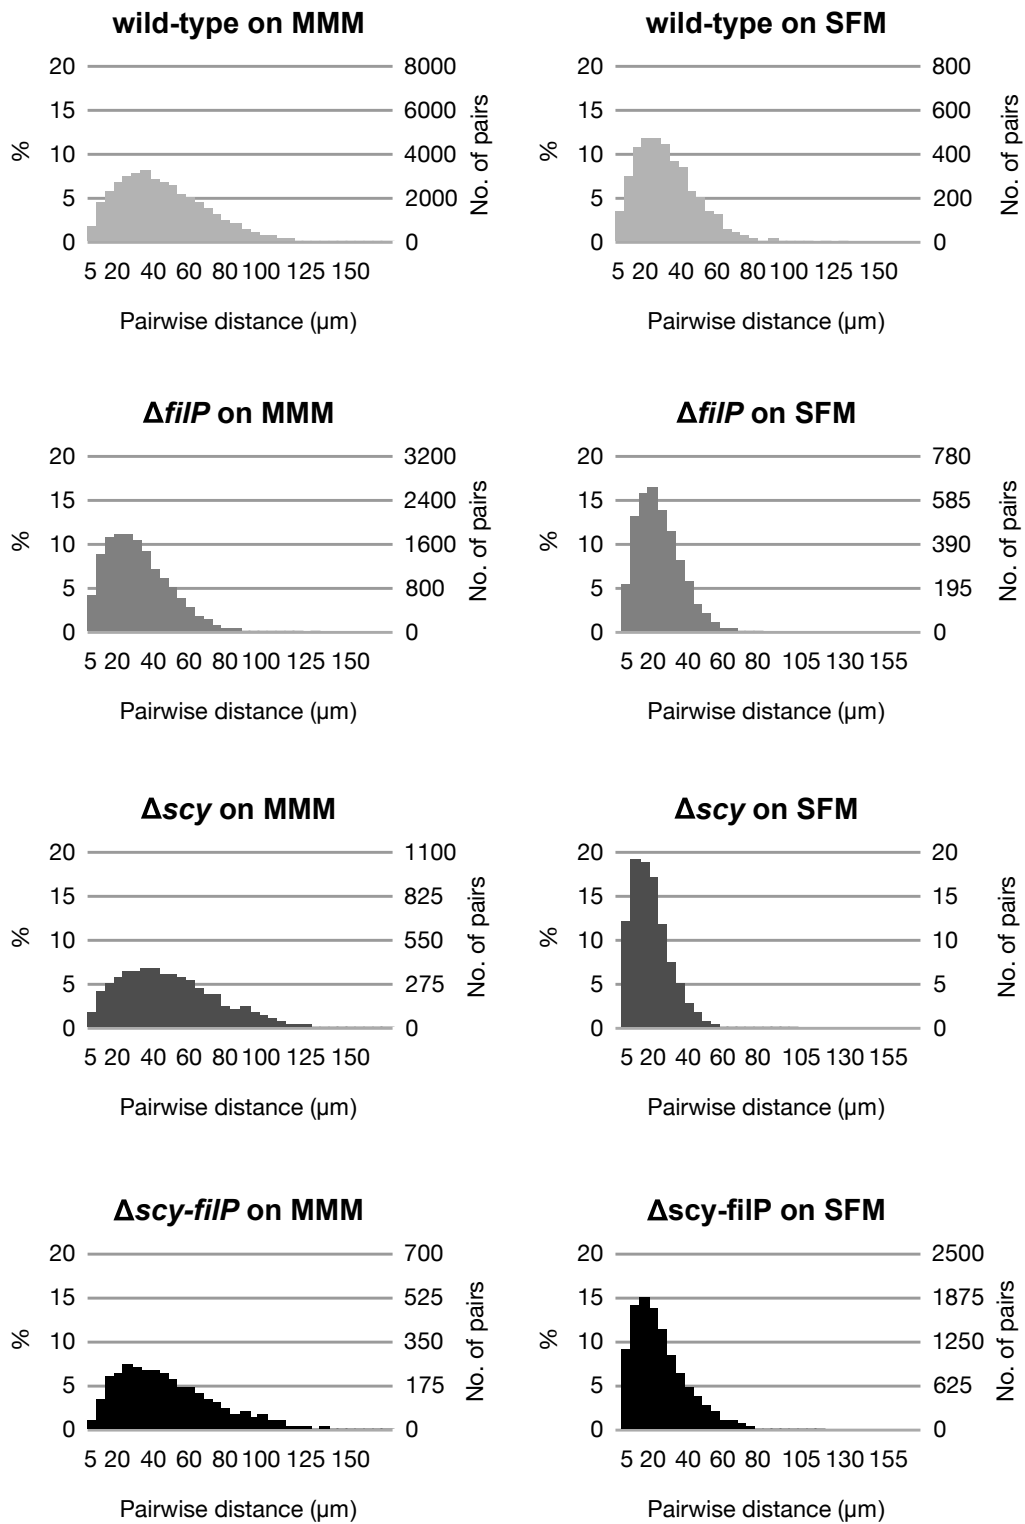 wild-type on MMM
20 8000
15 6000
10 4000
5 2000
0 0
%
No. of pairs
5 20 40 60 80 100 125 150
Pairwise distance (µm)
wild-type on SFM
20 800
15 600
10 400
5 200
0 0
%
No. of pairs
5 20 40 60 80 100 125 150
Pairwise distance (µm)
ΔfilP on MMM
20 3200
15 2400
10 1600
5 800
0 0
%
No. of pairs
5 20 40 60 80 100 125 150
Pairwise distance (µm)
ΔfilP on SFM
20 780
15 585
10 390
5 195
0 0
%
No. of pairs
5 20 40 60 80 105 130 155
Pairwise distance (µm)
Δscy on MMM
20 1100
15 825
10 550
5 275
0 0
%
No. of pairs
5 20 40 60 80 100 125 150
Pairwise distance (µm)
Δscy on SFM
20 20
15 15
10 10
5 5
0 0
%
No. of pairs
5 20 40 60 80 105 130 155
Pairwise distance (µm)
Δscy-filP on MMM
20 700
15 525
10 350
5 175
0 0
%
No. of pairs
5 20 40 60 80 100 125 150
Pairwise distance (µm)
Δscy-filP on SFM
20 2500
15 1875
10 1250
5 625
0 0
%
No. of pairs
5 20 40 60 80 105 130 155
Pairwise distance (µm)